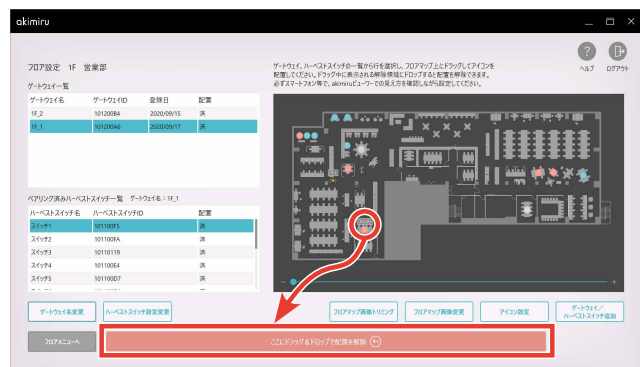 akimiru
ヘルプ
ログアウト
フロア設定 1F 営業部
ゲートウェイ、ハーベストスイッチの一覧から行を選択し、フロアマップ上にドラッグしてアイコンを
配置してください。ドラッグ中に表示される解除領域にドロップすると配置を解除できます。
必ずスマートフォン等で、akimiruビューワーでの見え方を確認しながら設定してください。
ゲートウェイ一覧
ゲートウェイ名 ゲートウェイID 登録日 配置
1F_2 101200B4 2020/09/15 済
1F_1 101200A6 2020/09/17 済
ペアリング済みハーベストスイッチ一覧 ゲートウェイ名:1F_1
ハーベストスイッチ名 ハーベストスイッチID 配置
スイッチ1 101100F5 済
スイッチ2 101100FA 済
スイッチ3 10110119 済
スイッチ4 101100E4 済
スイッチ5 101100D7 済
ゲートウェイ名変更
ハーベストスイッチ設定変更
フロアマップ画像トリミング
フロアマップ画像変更
アイコン設定
ゲートウェイ/
ハーベストスイッチ追加
フロアメニューへ
ここにドラッグ&ドロップで配置を解除